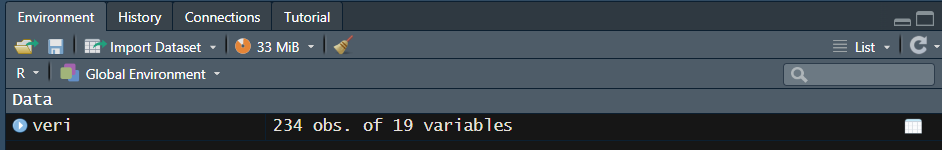 Environment History Connections Tutorial
Import Dataset 33 MiB List
R Global Environment
Data
veri 234 obs. of 19 variables